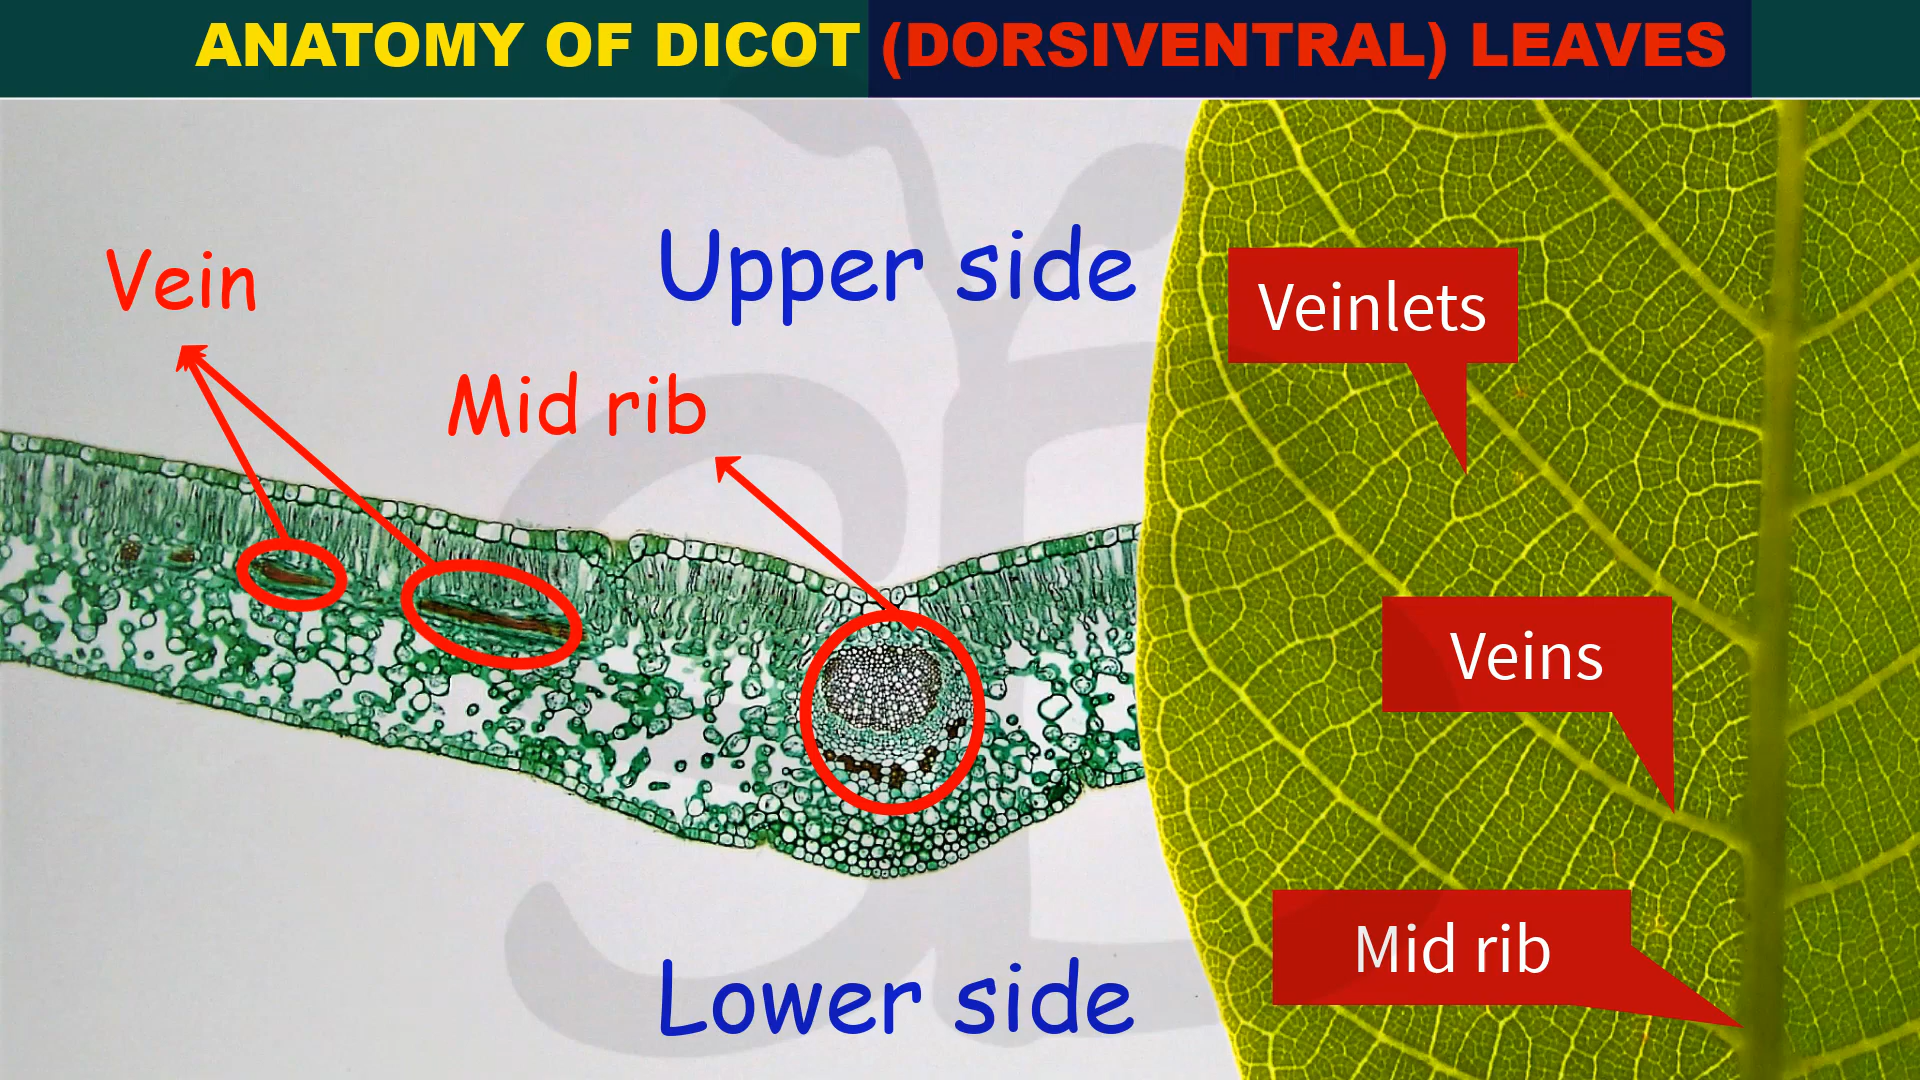 ANATOMY OF DICOT (DORSIVENTRAL) LEAVES
Vein
Upper side
Mid rib
Lower side
Veinlets
Veins
Mid rib